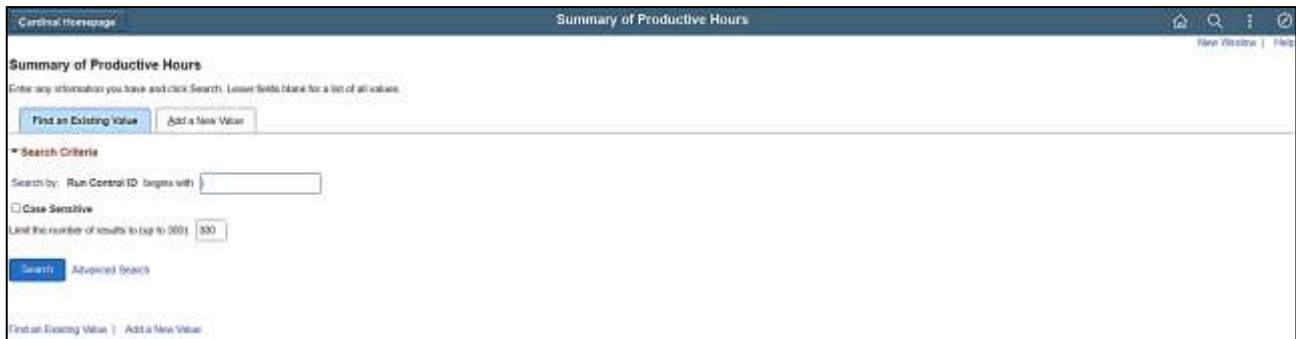 Cardinal Homepage
Summary of Productive Hours
New Window | Help
Summary of Productive Hours
Enter any information you have and click Search. Leave fields blank for a list of all values.
Find an Existing Value
Add a New Value
Search Criteria
Search by: Run Control ID begins with
Case Sensitive
Limit the number of results to (up to 300): 300
Search
Advanced Search
Find an Existing Value | Add a New Value